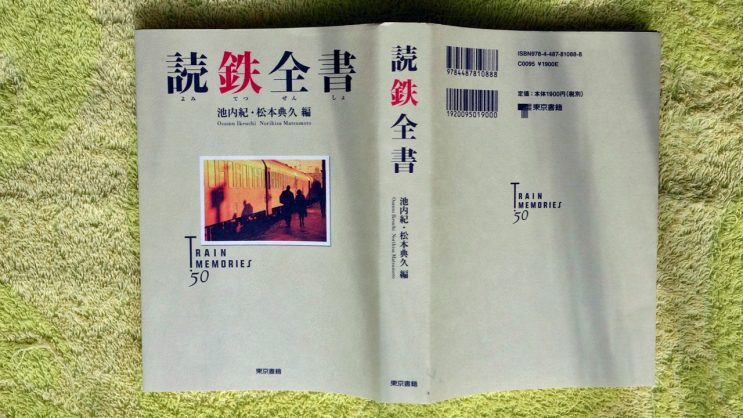 読鉄全書
よみ てつ ぜん しょ
池内紀・松本典久 編
Osamu Ikeuchi Norihisa Matsumoto
TRAIN
MEMORIES
'50
東京書籍
読鉄全書
池内紀・松本典久 編
Osamu Ikeuchi Norihisa Matsumoto
東京書籍
9784487810888
1920095019000
ISBN978-4-487-81088-8
C0095 ¥1900E
定価：本体1900円(税別)
東京書籍
TRAIN
MEMORIES
'50